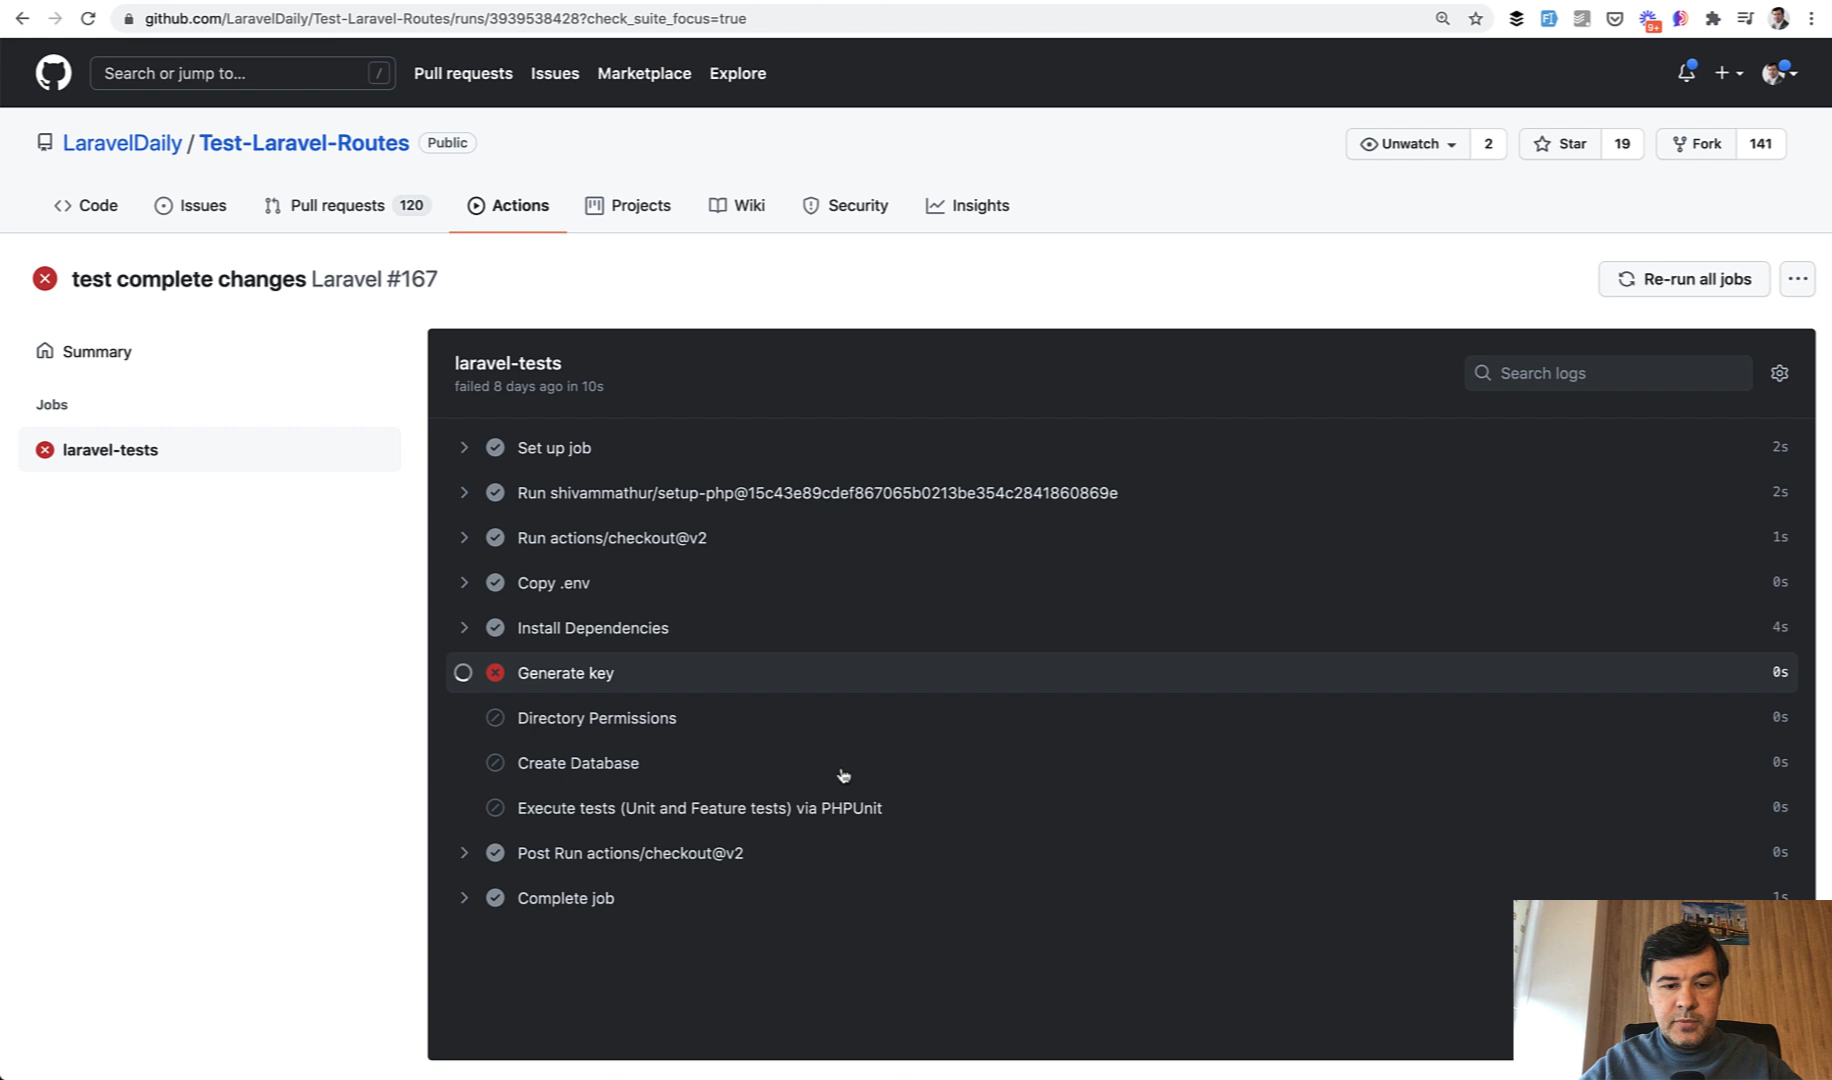 github.com/LaravelDaily/Test-Laravel-Routes/runs/3939538428?check_suite_focus=true
9+
Search or jump to...
/
Pull requests
Issues
Marketplace
Explore
LaravelDaily / Test-Laravel-Routes
Public
Unwatch
2
Star
19
Fork
141
Code
Issues
Pull requests
120
Actions
Projects
Wiki
Security
Insights
test complete changes Laravel #167
Re-run all jobs
Summary
Jobs
laravel-tests
laravel-tests
failed 8 days ago in 10s
Search logs
Set up job
2s
Run shivammathur/setup-php@15c43e89cdef867065b0213be354c2841860869e
2s
Run actions/checkout@v2
1s
Copy .env
0s
Install Dependencies
4s
Generate key
0s
Directory Permissions
0s
Create Database
0s
Execute tests (Unit and Feature tests) via PHPUnit
0s
Post Run actions/checkout@v2
0s
Complete job
1s